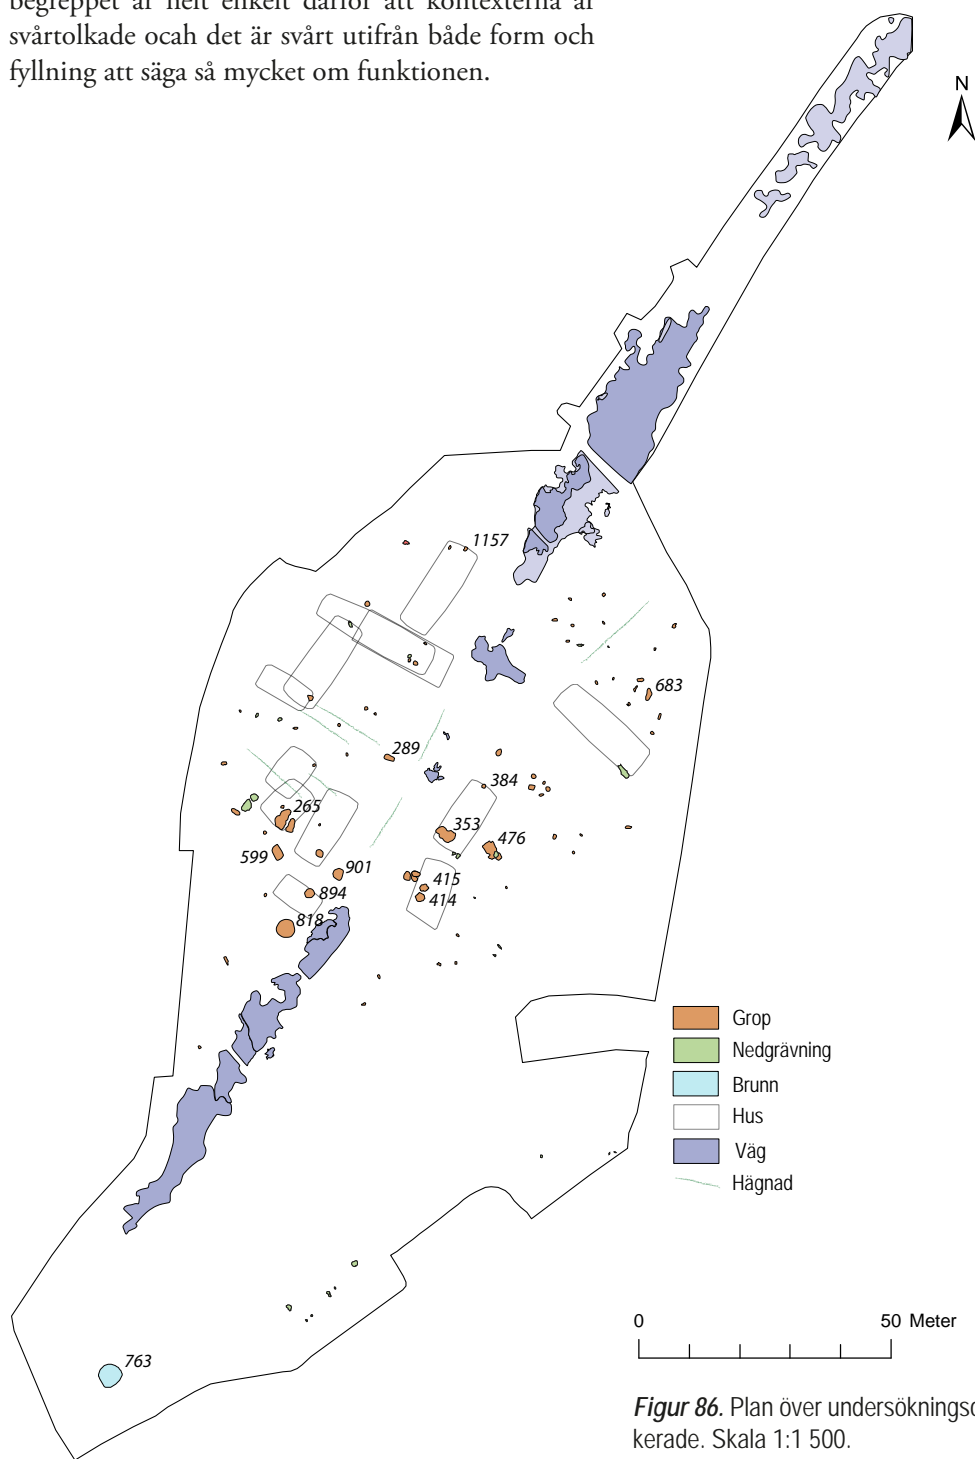 svårtolkade ocah det är svårt utifrån både form och
fyllning att säga så mycket om funktionen.
N
1157
683
289
384
265
353
476
599
901
415
894
414
818
Grop
Nedgrävning
Brunn
Hus
Väg
Hägnad
763
0 50 Meter
Figur 86. Plan över
kerade. Skala 1:1 500.